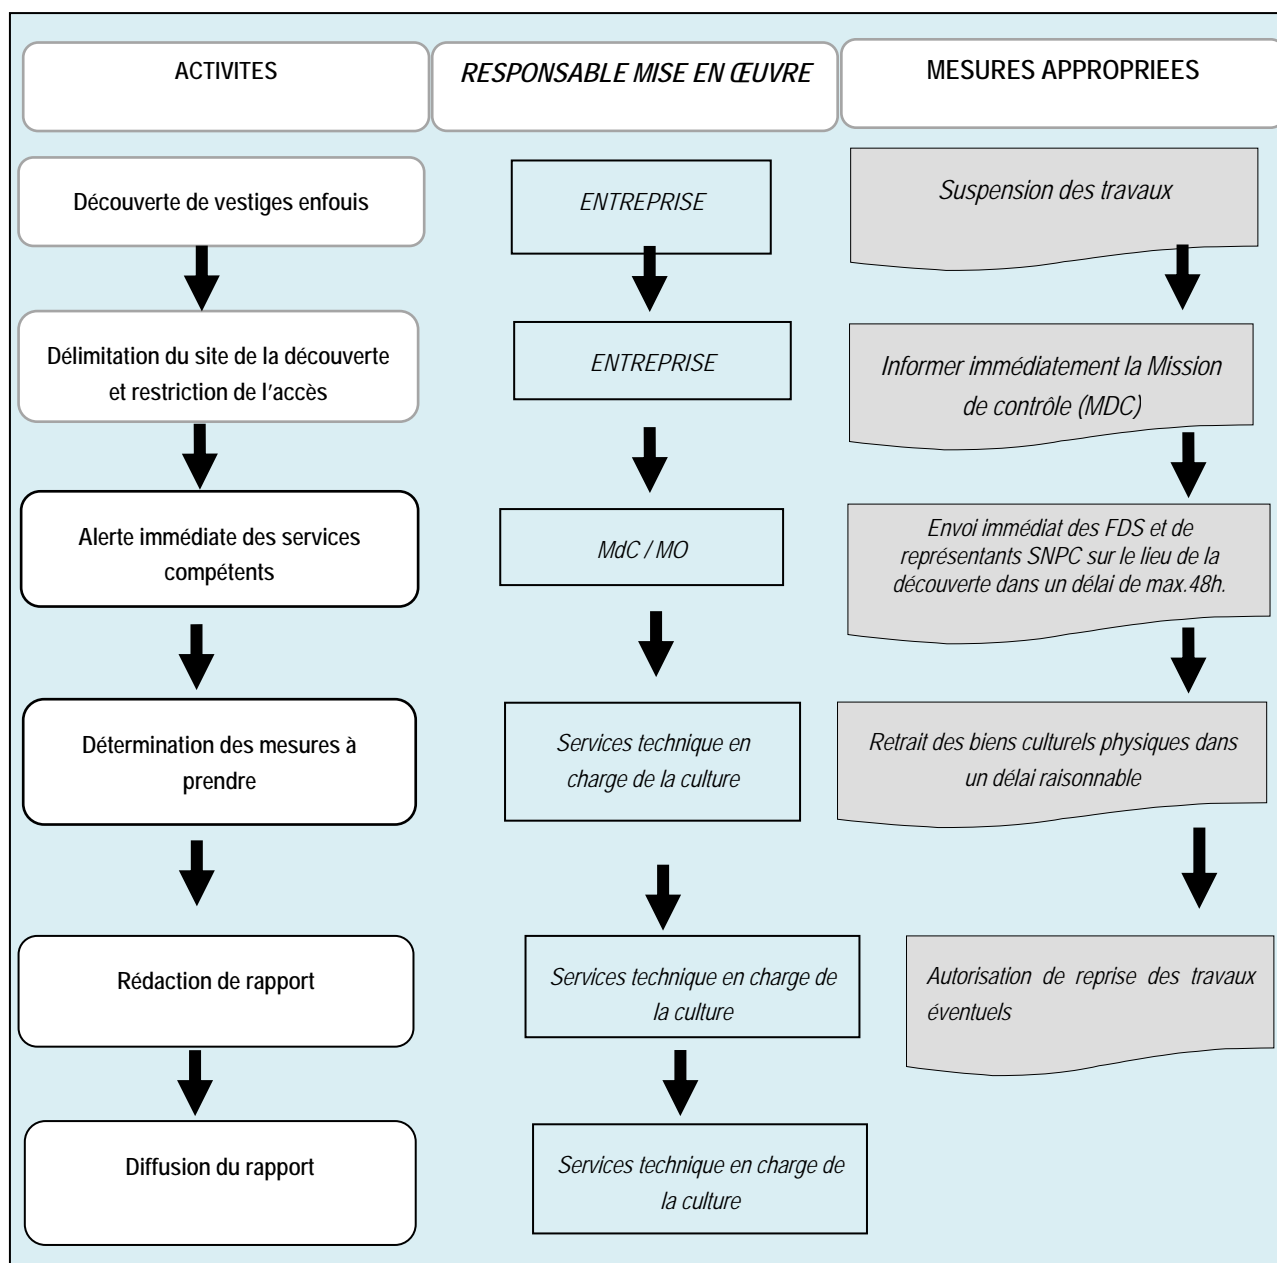 ACTIVITES
RESPONSABLE MISE EN ŒUVRE
MESURES APPROPRIEES
Découverte de vestiges enfouis
ENTREPRISE
Suspension des travaux
Délimitation du site de la découverte
et restriction de l'accès
ENTREPRISE
Informer immédiatement la Mission
de contrôle (MDC)
Alerte immédiate des services
compétents
MdC / MO
Envoi immédiat des FDS et de
représentants SNPC sur le lieu de la
découverte dans un délai de max.48h.
Détermination des mesures à
prendre
Services technique en
charge de la culture
Retrait des biens culturels physiques dans
un délai raisonnable
Rédaction de rapport
Services technique en charge de
la culture
Autorisation de reprise des travaux
éventuels
Diffusion du rapport
Services technique en charge de
la culture